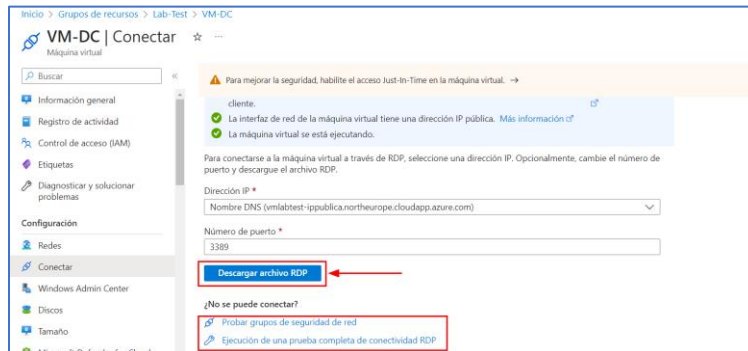 Inicio > Grupos de recursos > Lab-Test > VM-DC
VM-DC | Conectar
Máquina virtual
Buscar
Información general
Registro de actividad
Control de acceso (IAM)
Etiquetas
Diagnosticar y solucionar
problemas
Configuración
Redes
Conectar
Windows Admin Center
Discos
Tamaño
Para mejorar la seguridad, habilite el acceso Just-In-Time en la máquina virtual. →
cliente.
La interfaz de red de la máquina virtual tiene una dirección IP pública. Más información
La máquina virtual se está ejecutando.
Para conectarse a la máquina virtual a través de RDP, seleccione una dirección IP. Opcionalmente, cambie el número de
puerto y descargue el archivo RDP.
Dirección IP *
Nombre DNS (vmlabtest-ippublica.northeurope.cloudapp.azure.com)
Número de puerto *
3389
Descargar archivo RDP
¿No se puede conectar?
Probar grupos de seguridad de red
Ejecución de una prueba completa de conectividad RDP